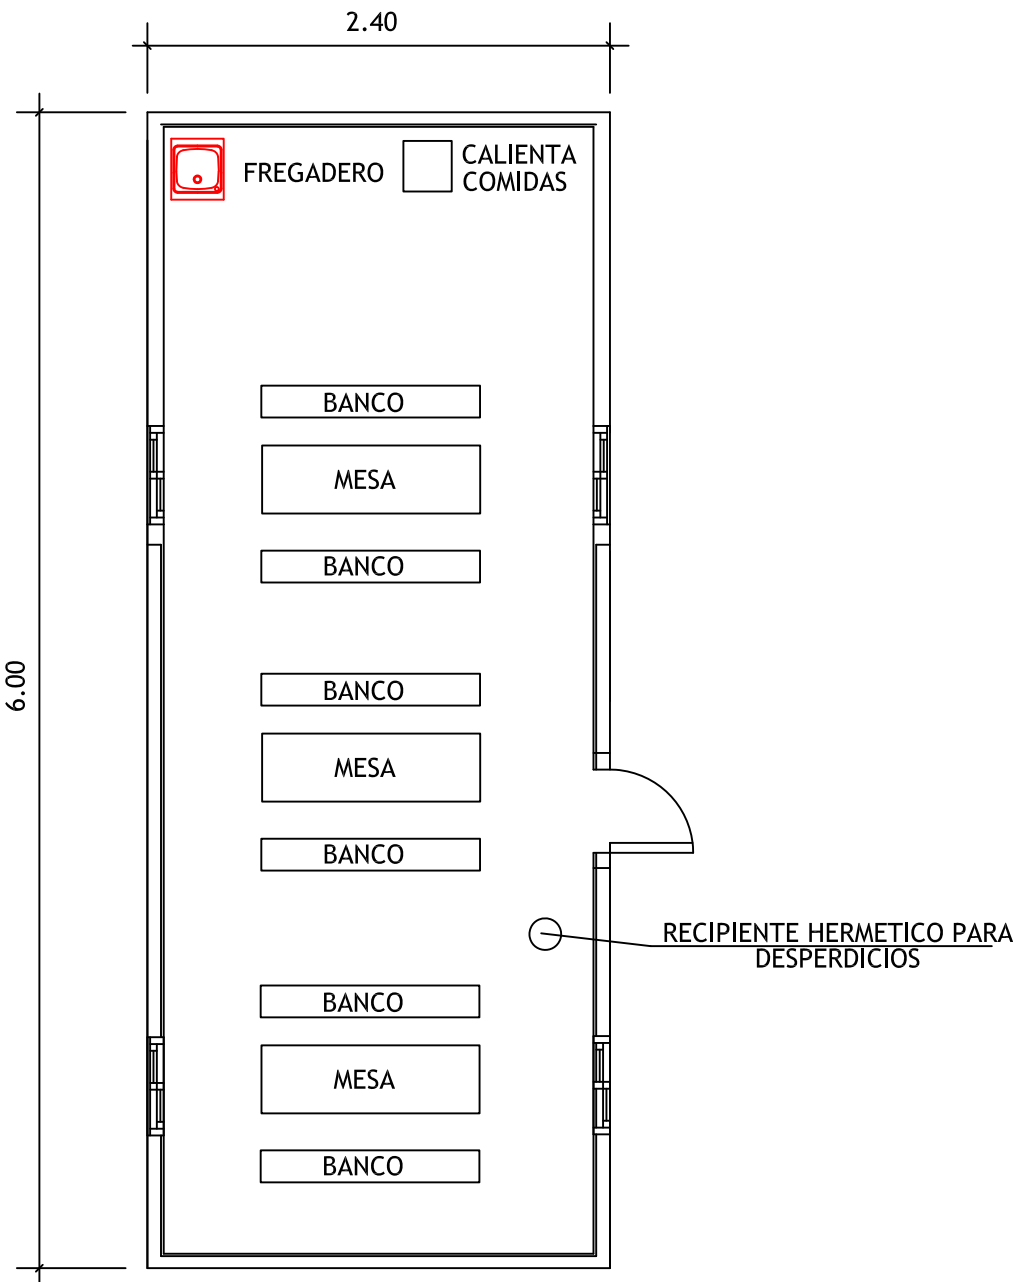 2.40
FREGADERO
CALIENTA
COMIDAS
BANCO
MESA
BANCO
6.00
BANCO
MESA
BANCO
RECIPIENTE HERMETICO PARA
DESPERDICIOS
BANCO
MESA
BANCO